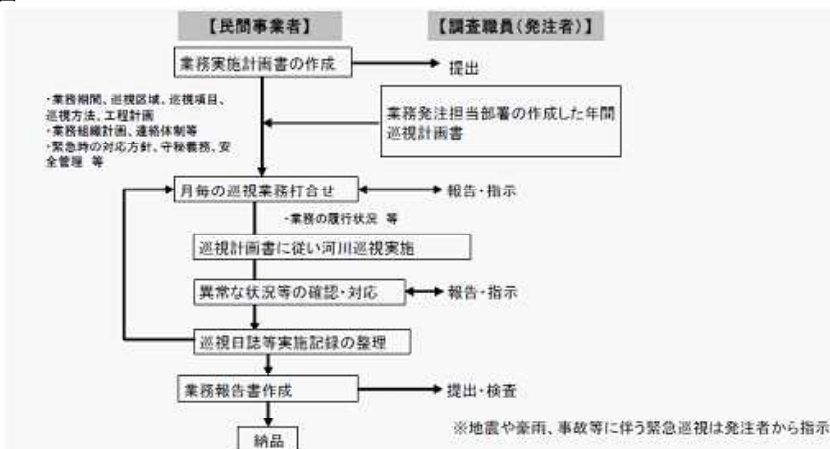 【民間事業者】
【調査職員(発注者)】
業務実施計画書の作成
提出
・業務期間、巡視区域、巡視項目、
巡視方法、工程計画
・業務組織計画、連絡体制等
・緊急時の対応方針、守秘義務、安
全管理 等
業務発注担当部署の作成した年間
巡視計画書
月毎の巡視業務打合せ
報告・指示
・業務の履行状況 等
巡視計画書に従い河川巡視実施
異常な状況等の確認・対応
報告・指示
巡視日誌等実施記録の整理
業務報告書作成
提出・検査
※地震や豪雨、事故等に伴う緊急巡視は発注者から指示
納品